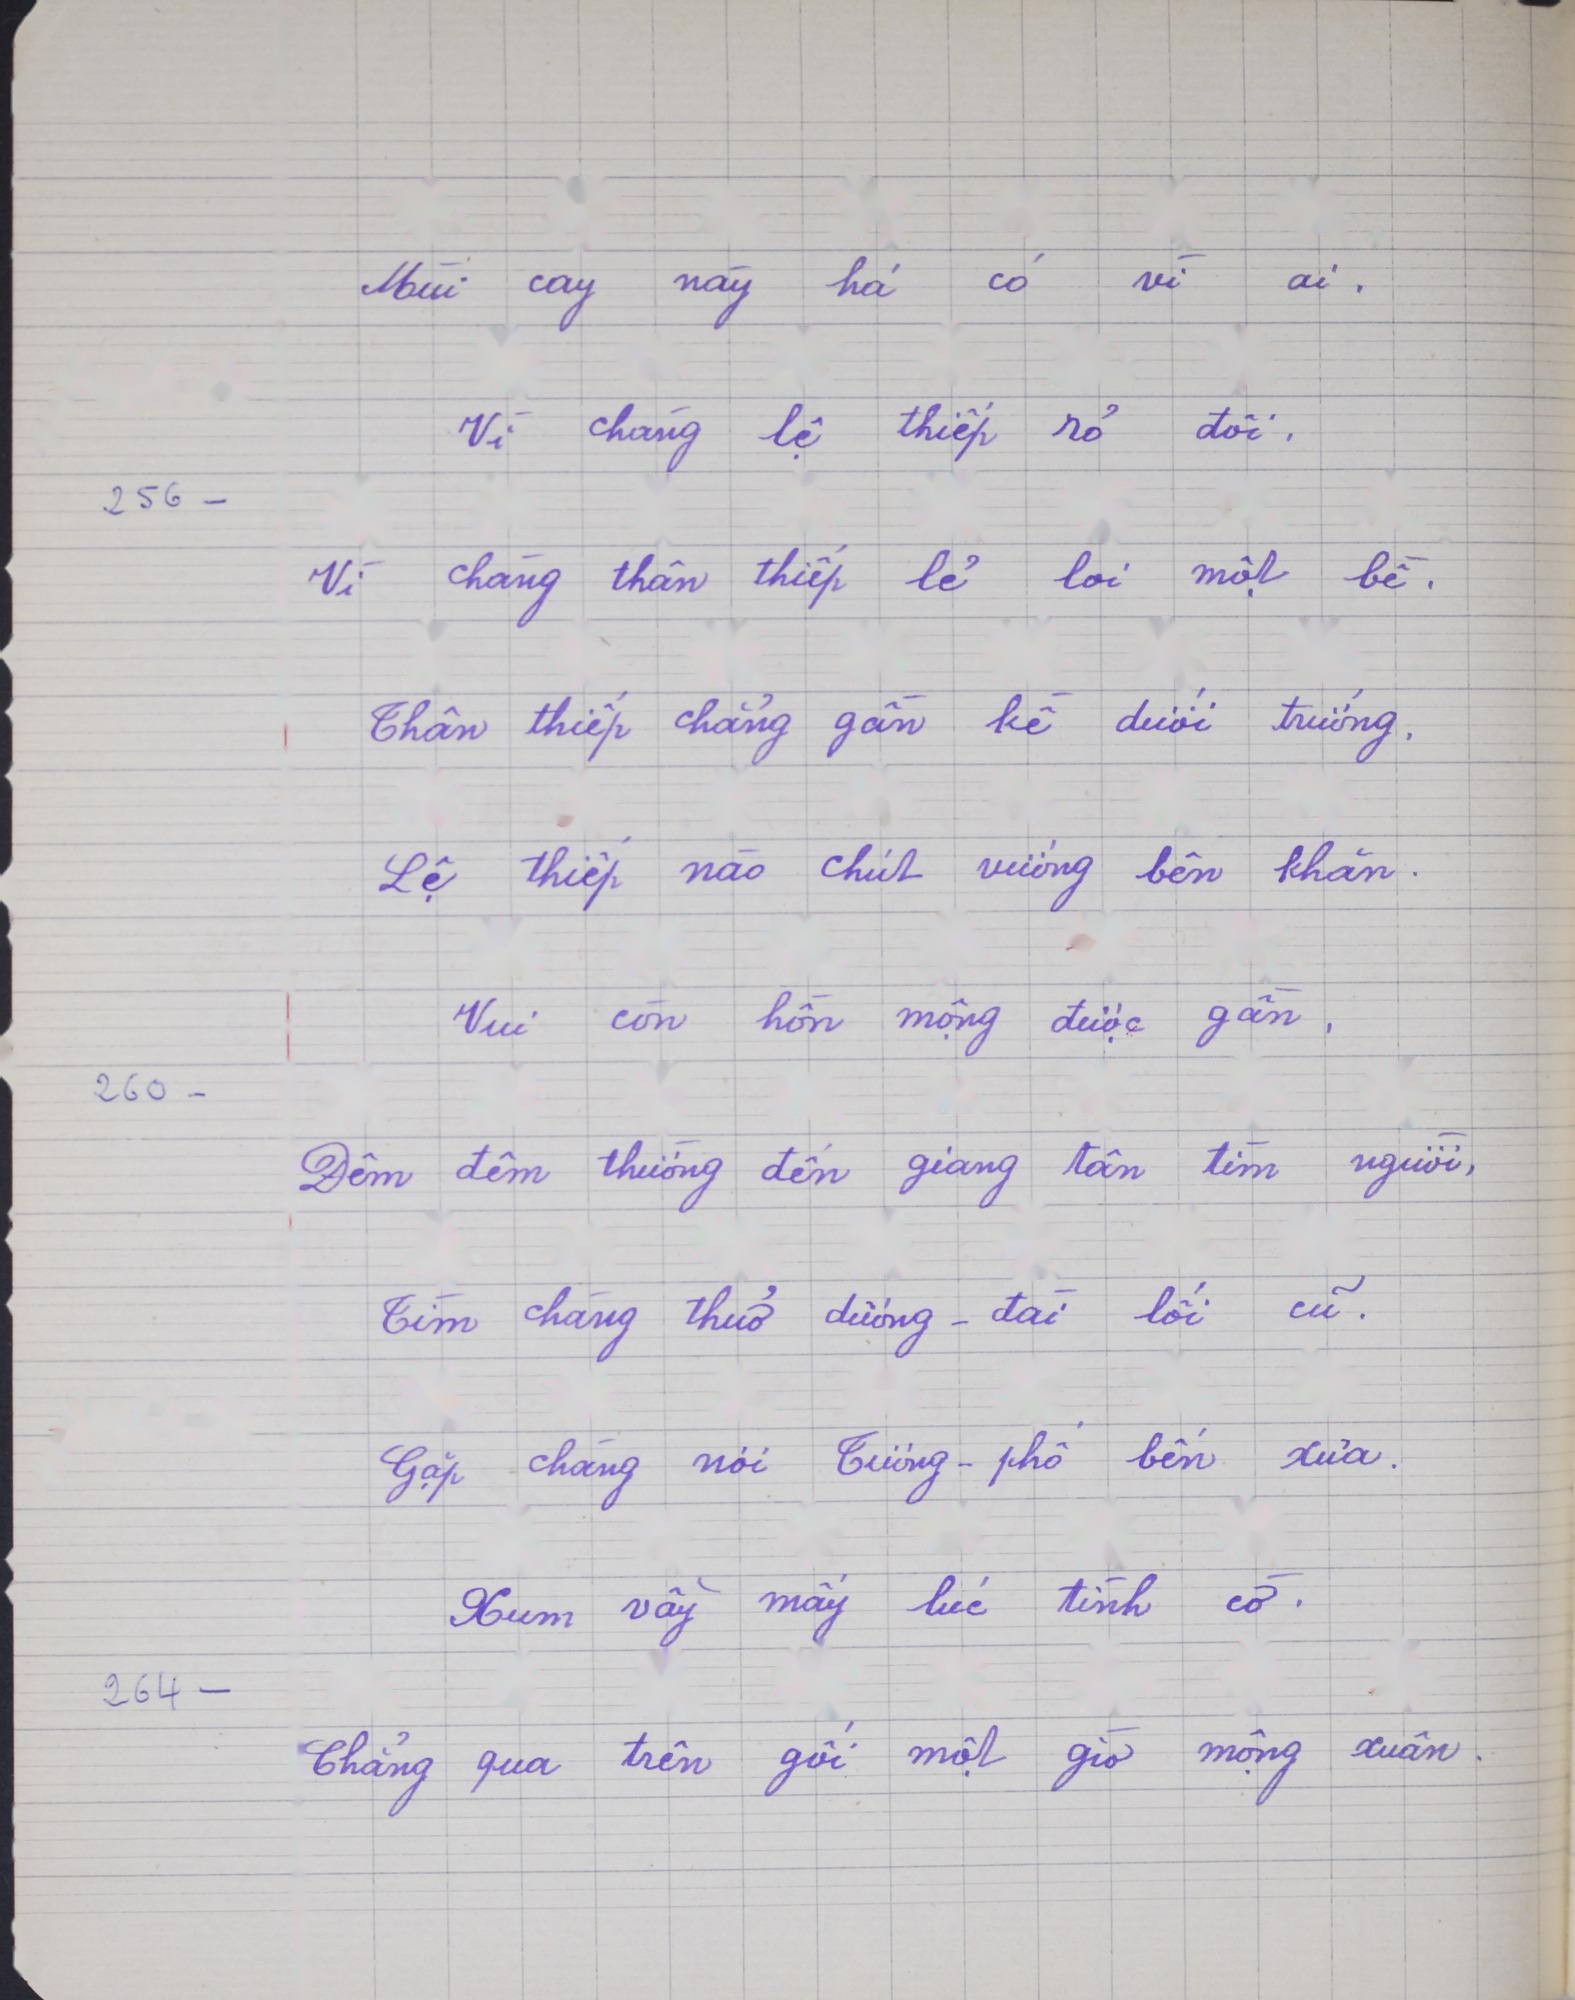 Mùi cay này há có vì ai.
Vì chàng lệ thiếp rỏ đôi.
256 -
Vì chàng thân thiếp lẻ loi một bề.
Thân thiếp chẳng gần kề dưới trướng,
Lệ thiếp nào chút vướng bên khăn.
Vui còn hồn mộng được gần,
260 -
Đêm đêm thường đến giang tân tìm người,
Tìm chàng thuở dương-đài lối cũ.
Gặp chàng nơi Tương-phố bến xưa.
Xum vầy mấy lúc tình cờ.
264 -
Chẳng qua trên gối một giờ mộng xuân.